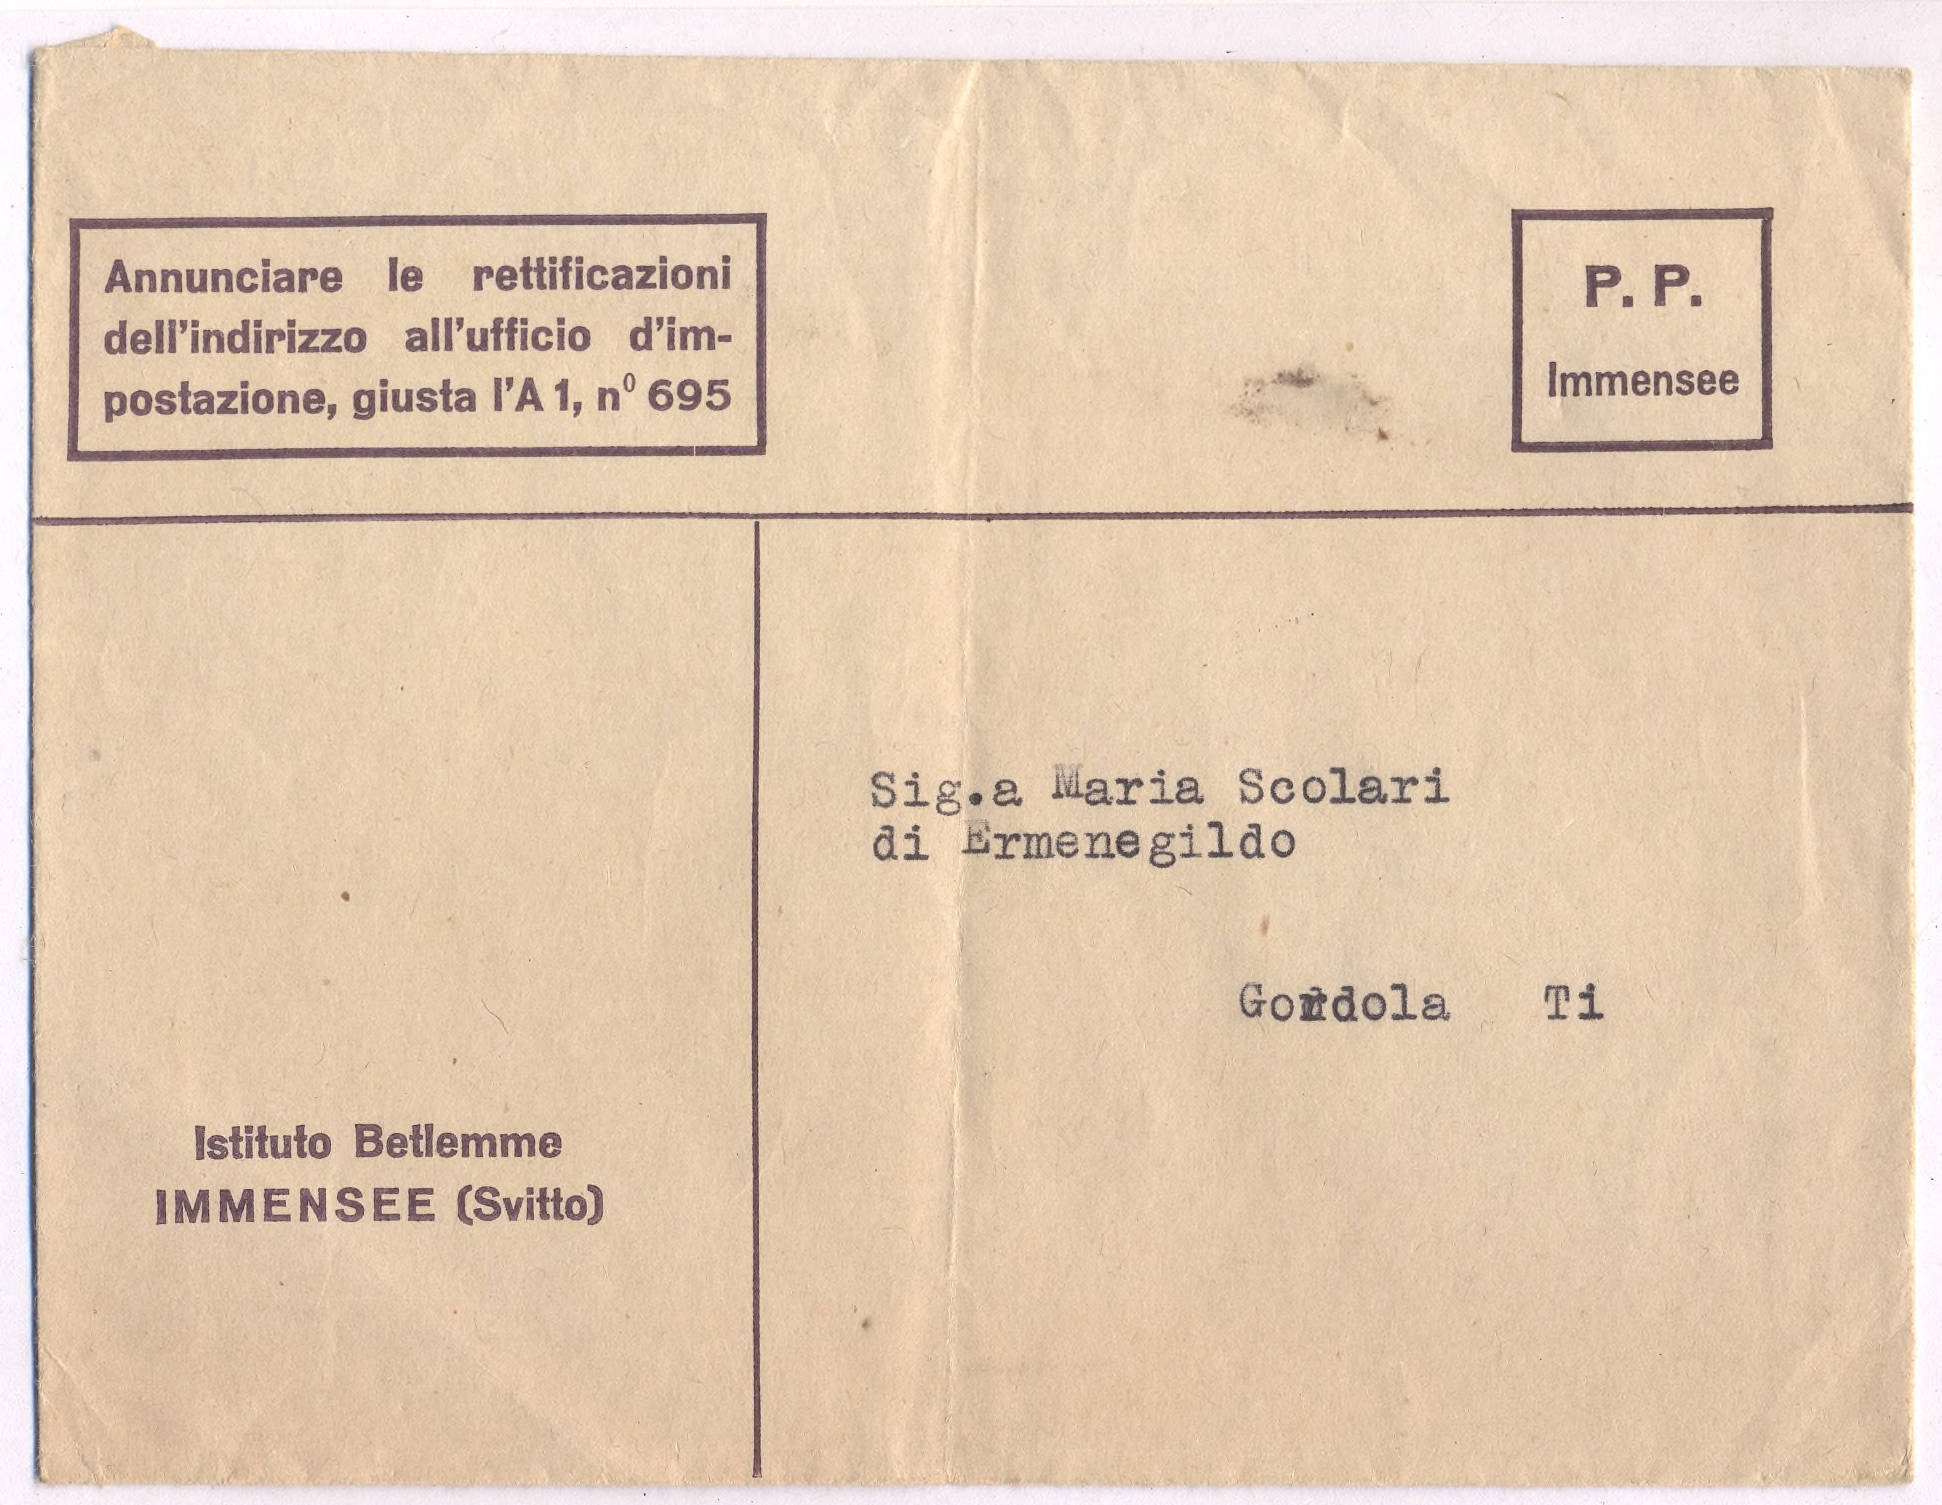 Annunciare le rettificazioni
dell'indirizzo all'ufficio d'im-
postazione, giusta l'A 1, nº 695
P. P.
Immensee
Sig.a Maria Scolari
di Ermenegildo
Gordola Ti
Istituto Betlemme
IMMENSEE (Svitto)